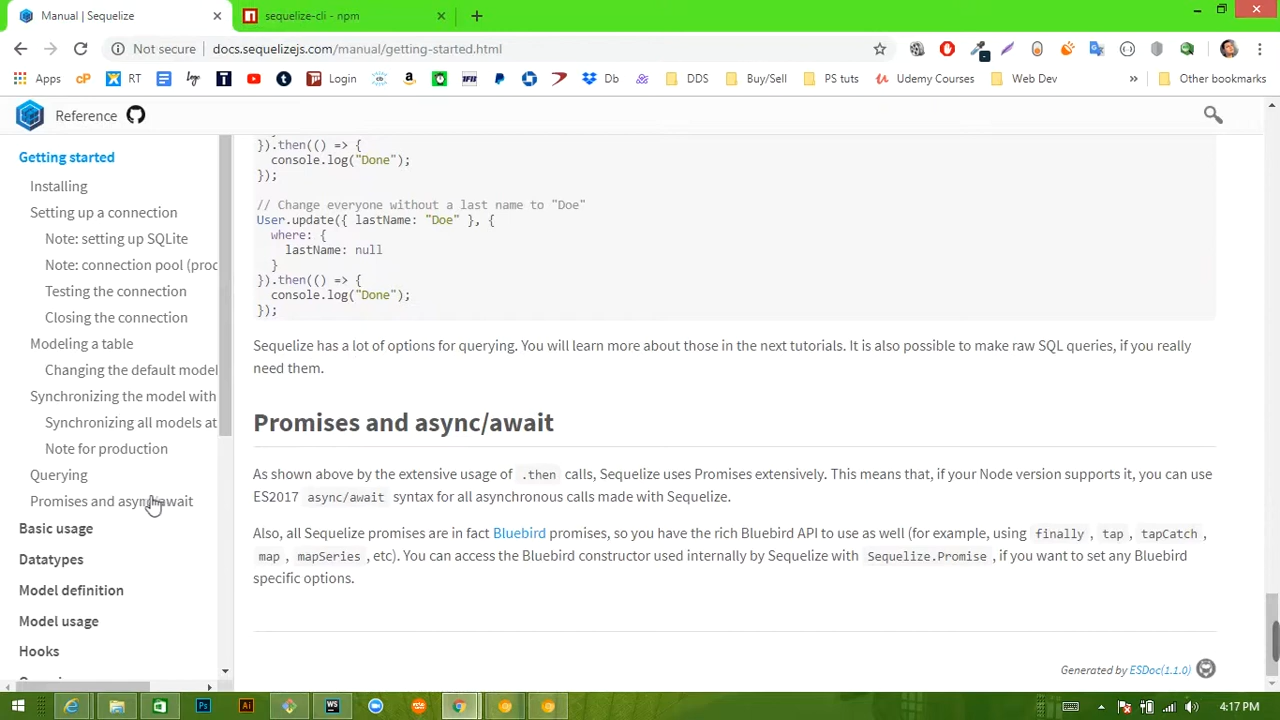 Manual | Sequelize
sequelize-cli - npm
Not secure
docs.sequelizejs.com/manual/getting-started.html
Apps
cP
RT
lgr
T
t
Login
1FB
Db
DDS
Buy/Sell
PS tuts
Udemy Courses
Web Dev
»
Other bookmarks
Reference
Getting started
Installing
Setting up a connection
Note: setting up SQLite
Note: connection pool (proc
Testing the connection
Closing the connection
Modeling a table
Changing the default model
Synchronizing the model with
Synchronizing all models at
Note for production
Querying
Promises and async/await
Basic usage
Datatypes
Model definition
Model usage
Hooks
}).then(() => {
console.log("Done");
});
// Change everyone without a last name to "Doe"
User.update({ lastName: "Doe" }, {
where: {
lastName: null
}
}).then(() => {
console.log("Done");
});
Sequelize has a lot of options for querying. You will learn more about those in the next tutorials. It is also possible to make raw SQL queries, if you really
need them.
Promises and async/await
As shown above by the extensive usage of .then calls, Sequelize uses Promises extensively. This means that, if your Node version supports it, you can use
ES2017 async/await syntax for all asynchronous calls made with Sequelize.
Also, all Sequelize promises are in fact Bluebird promises, so you have the rich Bluebird API to use as well (for example, using finally, tap, tapCatch,
map, mapSeries, etc). You can access the Bluebird constructor used internally by Sequelize with Sequelize.Promise, if you want to set any Bluebird
specific options.
Generated by ESDoc(1.1.0)
Ps
Ai
WS
4:17 PM